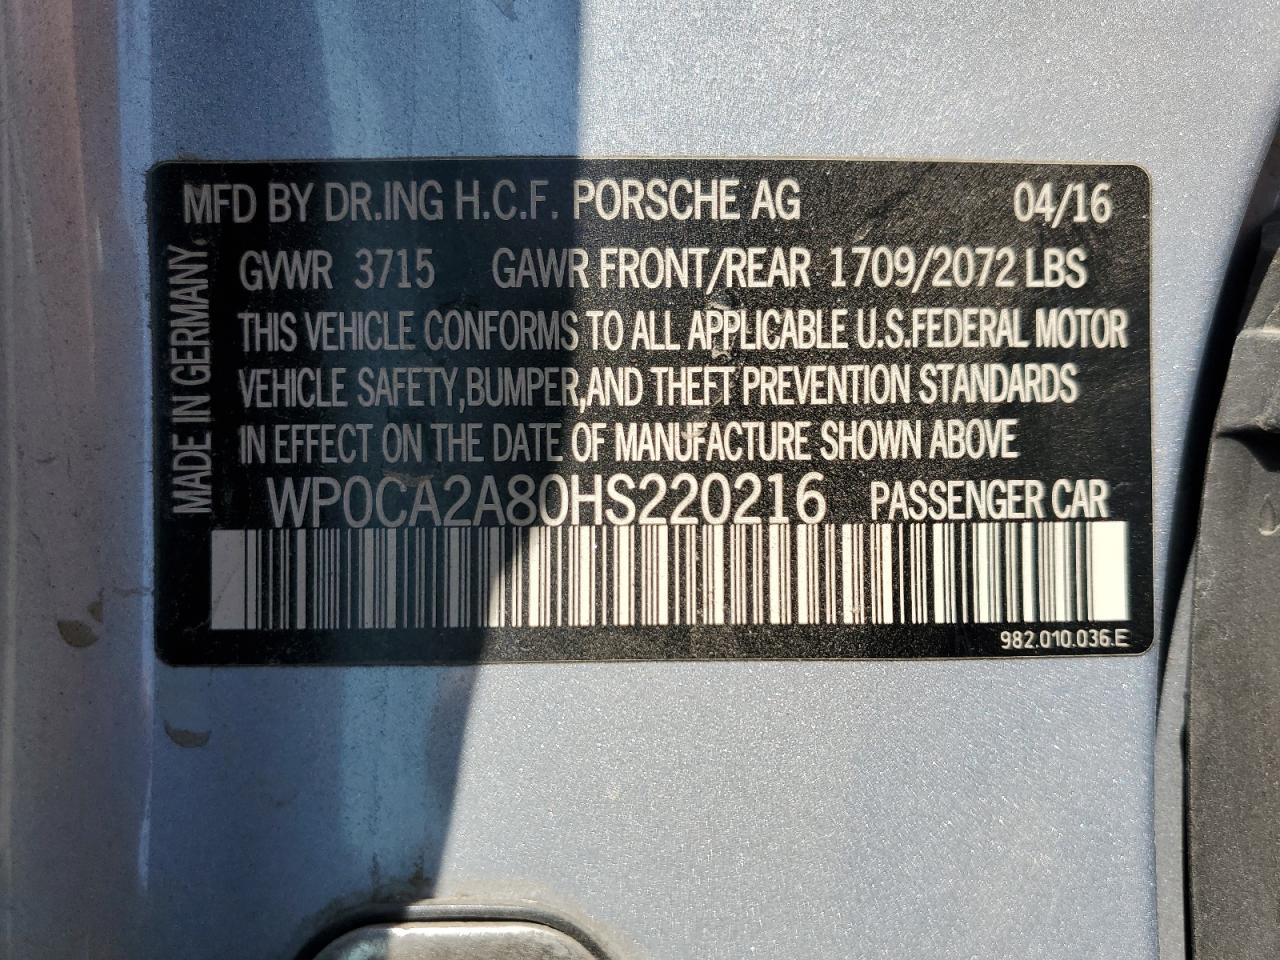 MFD BY DR.ING H.C.F. PORSCHE AG 04/16
GVWR 3715 GAWR FRONT/REAR 1709/2072 LBS
THIS VEHICLE CONFORMS TO ALL APPLICABLE U.S.FEDERAL MOTOR
VEHICLE SAFETY,BUMPER,AND THEFT PREVENTION STANDARDS
IN EFFECT ON THE DATE OF MANUFACTURE SHOWN ABOVE
WP0CA2A80HS220216 PASSENGER CAR
982.010.036.E
MADE IN GERMANY.